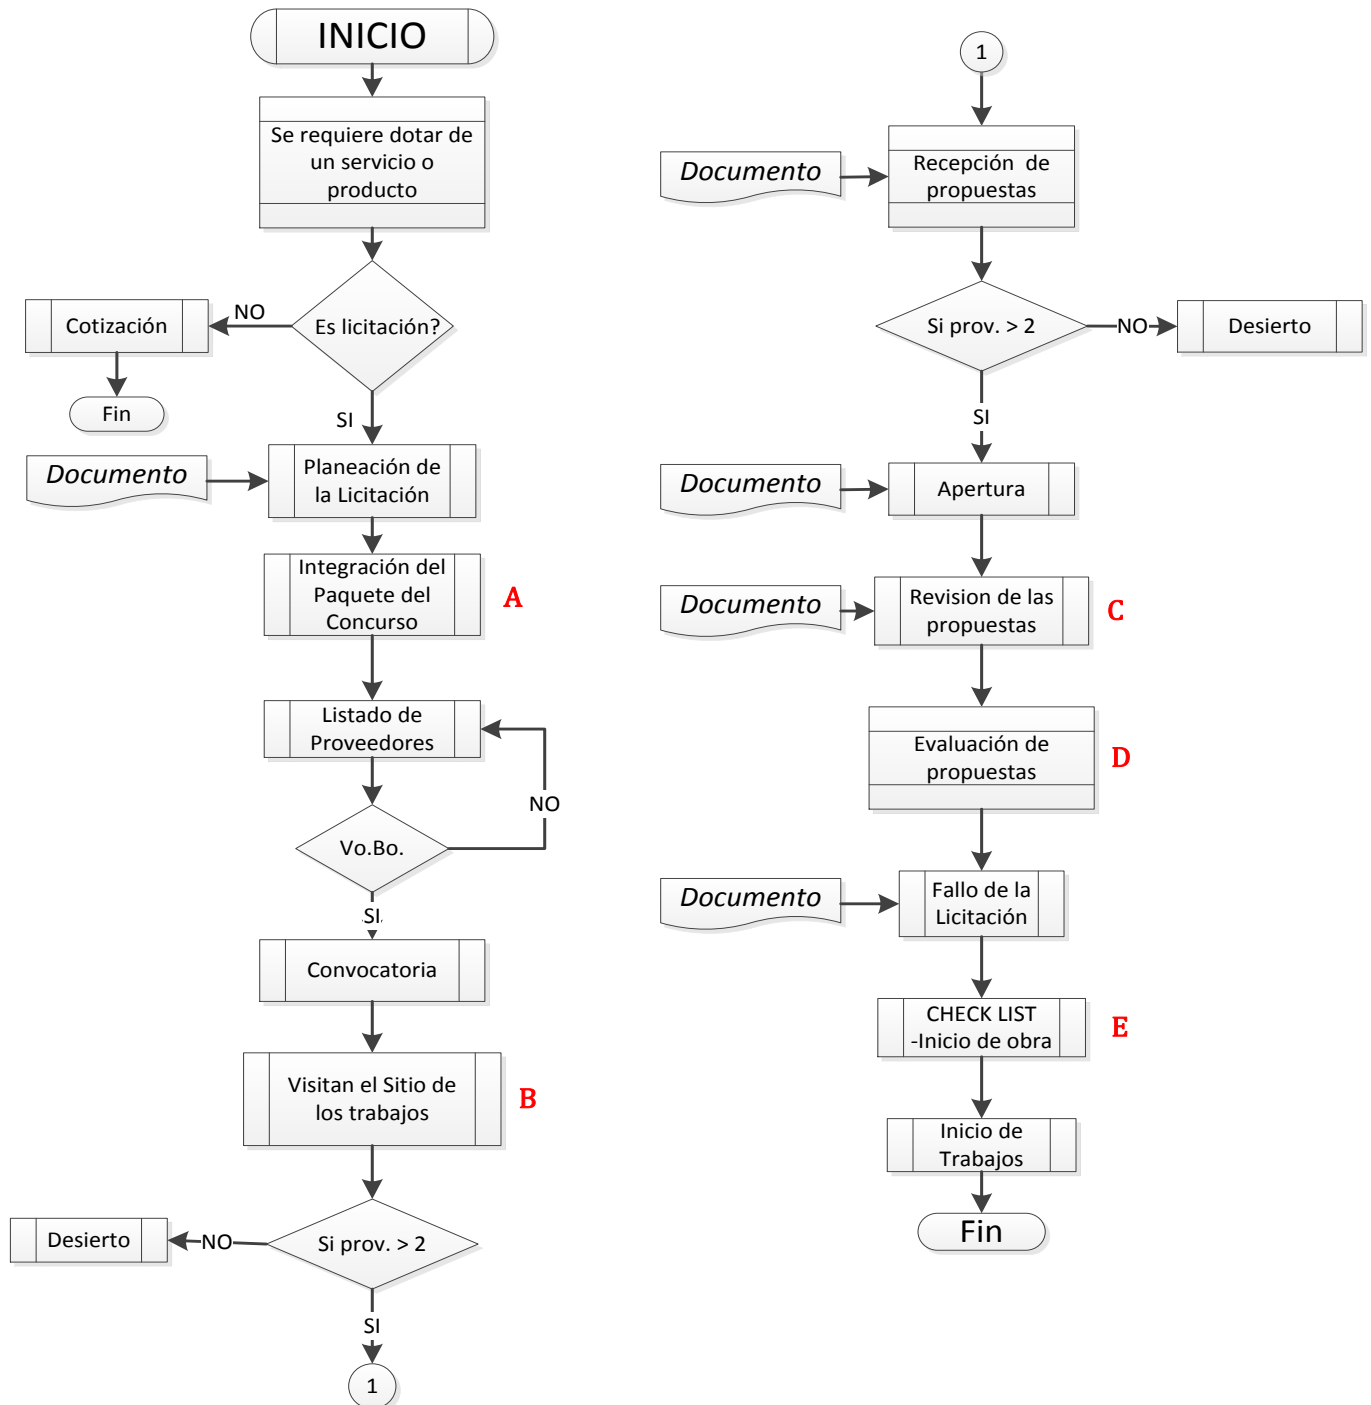 INICIO
Se requiere dotar de
un servicio o
producto
Es licitación?
NO
Cotización
Fin
SI
Documento
Planeación de
la Licitación
Integración del
Paquete del
Concurso
A
Listado de
Proveedores
NO
Vo.Bo.
SI
Convocatoria
Visitan el Sitio de
los trabajos
B
Si prov. > 2
NO
Desierto
SI
1
1
Documento
Recepción de
propuestas
Si prov. > 2
NO
Desierto
SI
Documento
Apertura
Documento
Revision de las
propuestas
C
Evaluación de
propuestas
D
Documento
Fallo de la
Licitación
CHECK LIST
-Inicio de obra
E
Inicio de
Trabajos
Fin